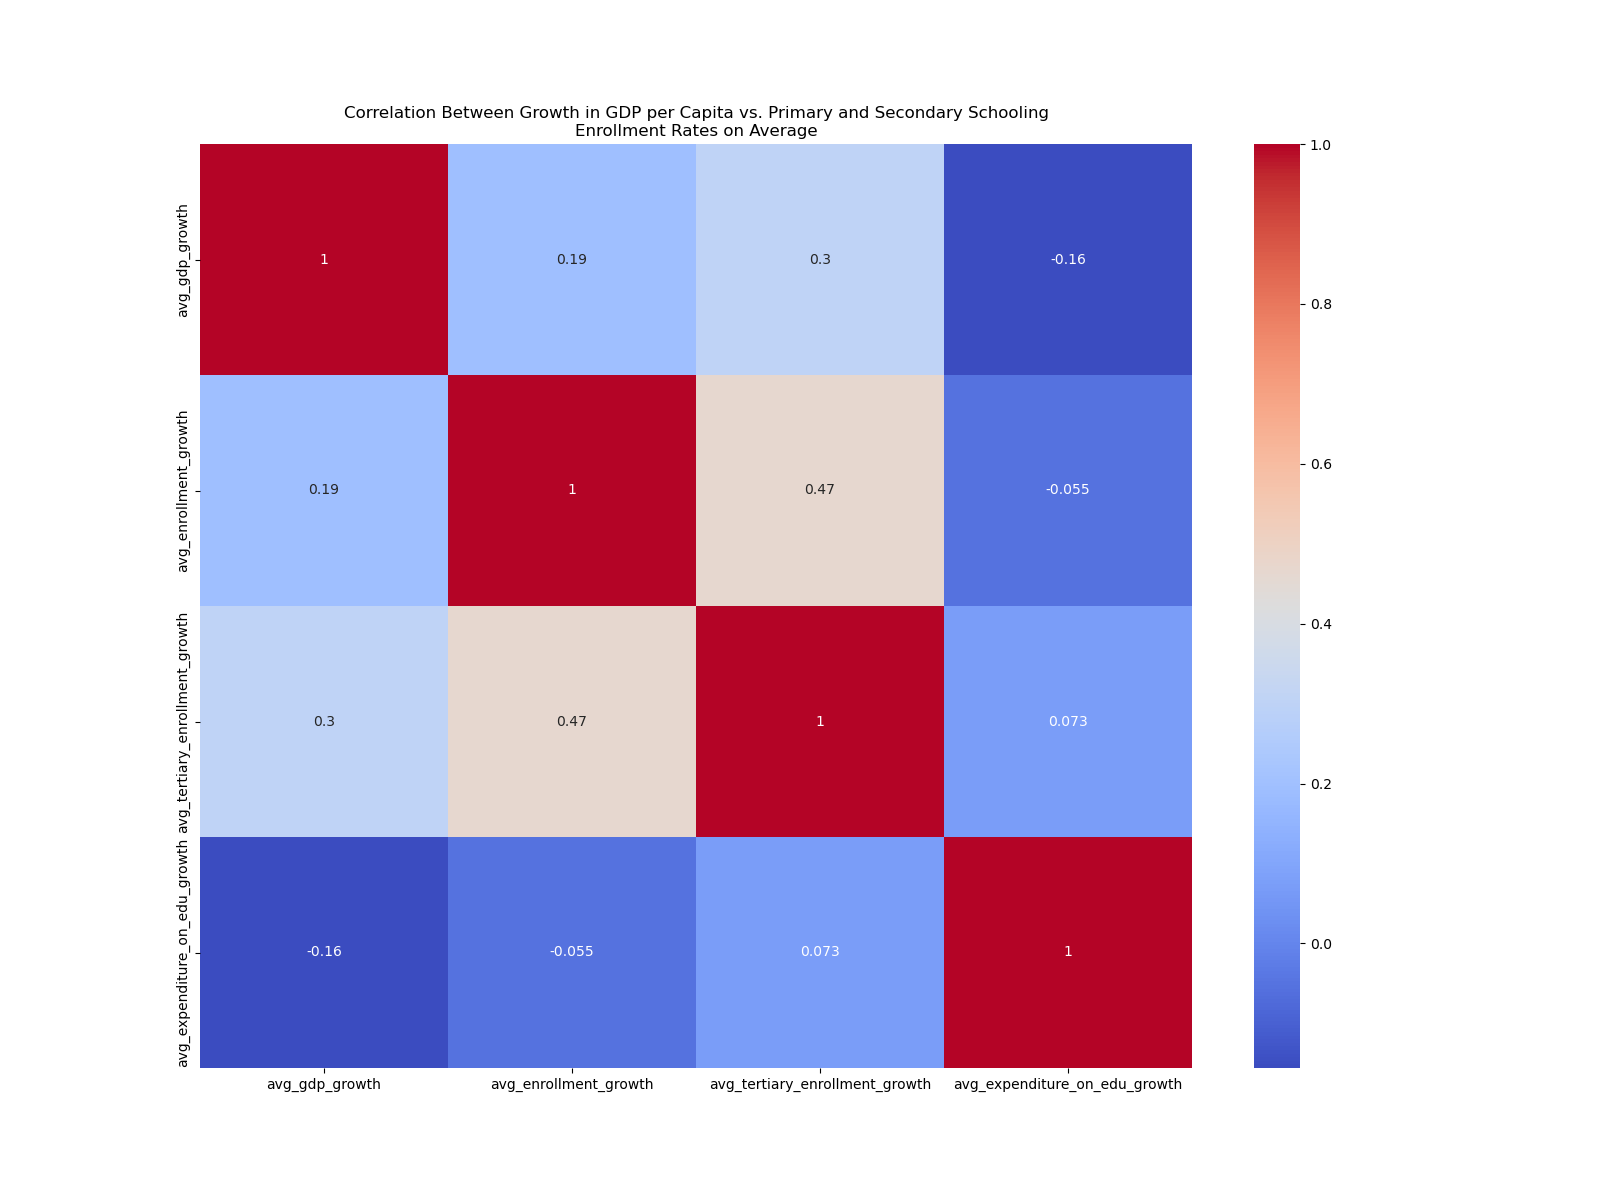 Correlation Between Growth in GDP per Capita vs. Primary and Secondary Schooling
Enrollment Rates on Average
avg_gdp_growth
1
0.19
0.3
-0.16
avg_enrollment_growth
0.19
1
0.47
-0.055
avg_tertiary_enrollment_growth
0.3
0.47
1
0.073
avg_expenditure_on_edu_growth
-0.16
-0.055
0.073
1
avg_gdp_growth
avg_enrollment_growth
avg_tertiary_enrollment_growth
avg_expenditure_on_edu_growth
1.0
0.8
0.6
0.4
0.2
0.0